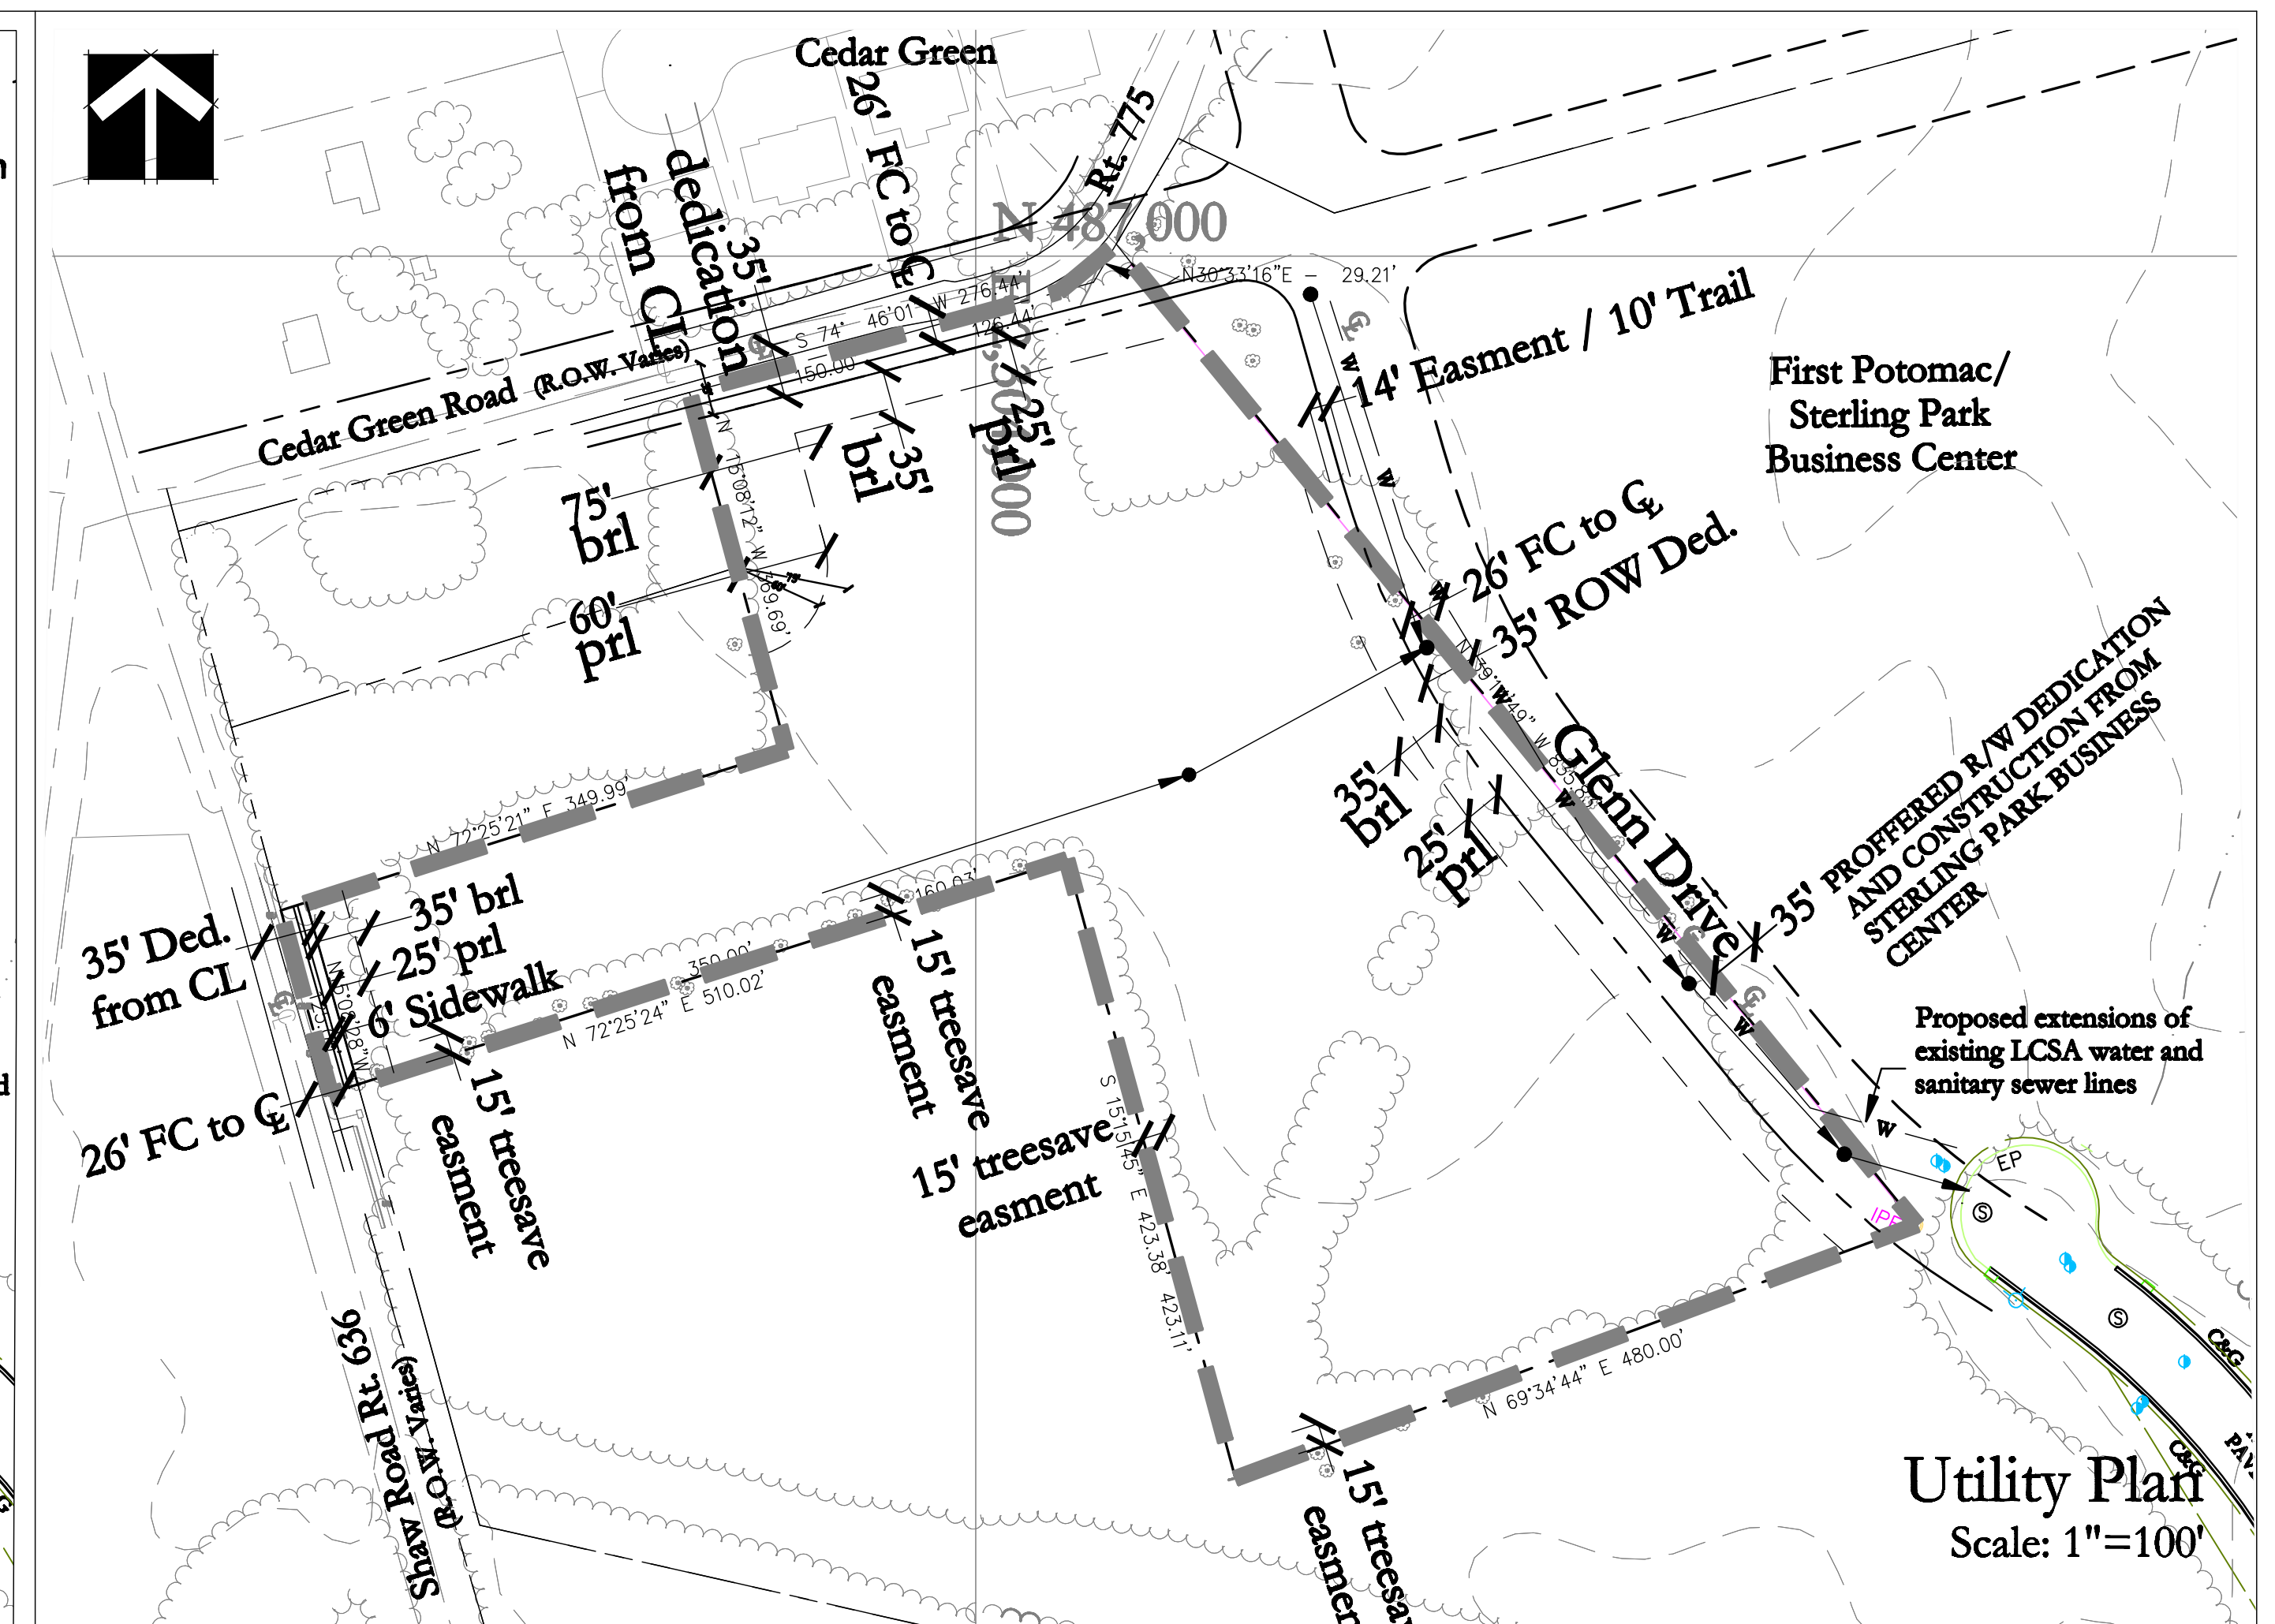 Cedar Green
Rt. 775
N 487,000
26' FC to ℄
35'
dedication
from CL
S 74° 46'01" W 276.44'
126.44'
150.00'
N30°33'16"E - 29.21'
℄
W
14' Easment / 10' Trail
First Potomac/
Sterling Park
Business Center
Cedar Green Road (R.O.W. Varies)
℄
35'
brl
25'
prl
75'
brl
60'
prl
75'
60'
N 15°08'12" W
W
26' FC to ℄
35' ROW Ded.
W
W
Glenn Drive
W
W
W
℄
℄
35'
brl
25'
prl
35' PROFFERED R/W DEDICATION
AND CONSTRUCTION FROM
STERLING PARK BUSINESS
CENTER
N 72°25'21" E 349.99'
35' brl
25' prl
6' Sidewalk
35' Ded.
from CL
℄
26' FC to ℄
160.03'
350.00'
N 72°25'24" E 510.02'
15' treesave
easment
15' treesave
easment
15' treesave
easment
S 15°15'45" E 423.38'
423.11'
Proposed extensions of
existing LCSA water and
sanitary sewer lines
W
EP
S
IPF
S
C&G
C&G
N 69°34'44" E 480.00'
Shaw Road Rt. 636
(R.O.W. Varies)
15'
Utility Plan
Scale: 1"=100'